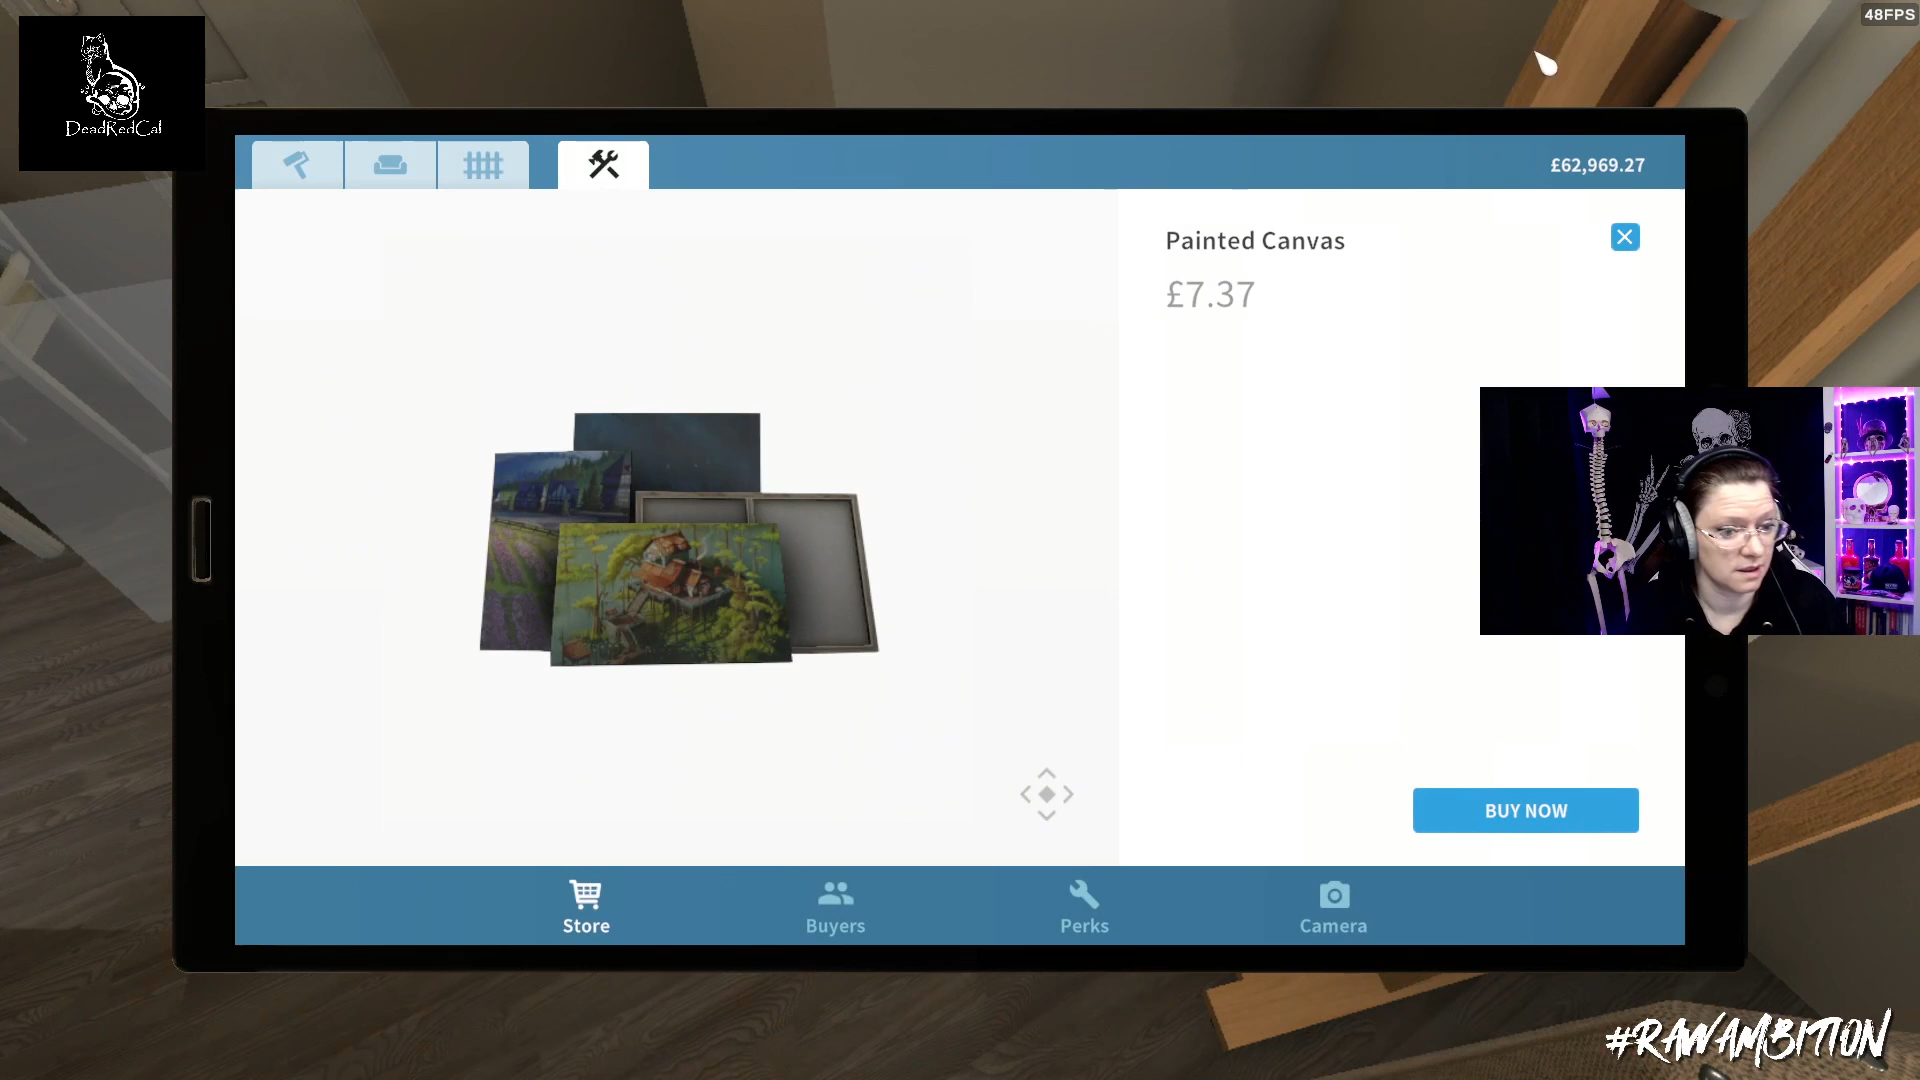 48FPS
DeadRedCal
£62,969.27
Painted Canvas
£7.37
BUY NOW
Store
Buyers
Perks
Camera
#RAWAMBITION